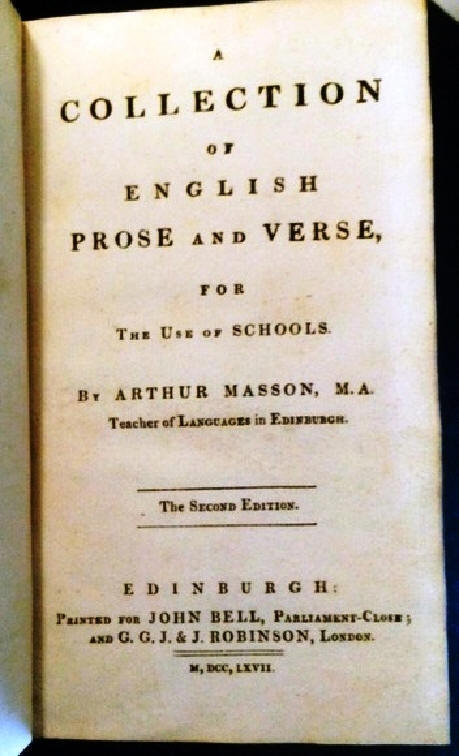 A
COLLECTION
OF
ENGLISH
PROSE AND VERSE,
FOR
THE USE OF SCHOOLS.
BY ARTHUR MASSON, M.A.
Teacher of LANGUAGES in EDINBURGH.
The SECOND EDITION.
EDINBURGH:
PRINTED FOR JOHN BELL, PARLIAMENT-CLOSE;
AND G. G. J. & J. ROBINSON, LONDON.
M, DCC, LXVII.